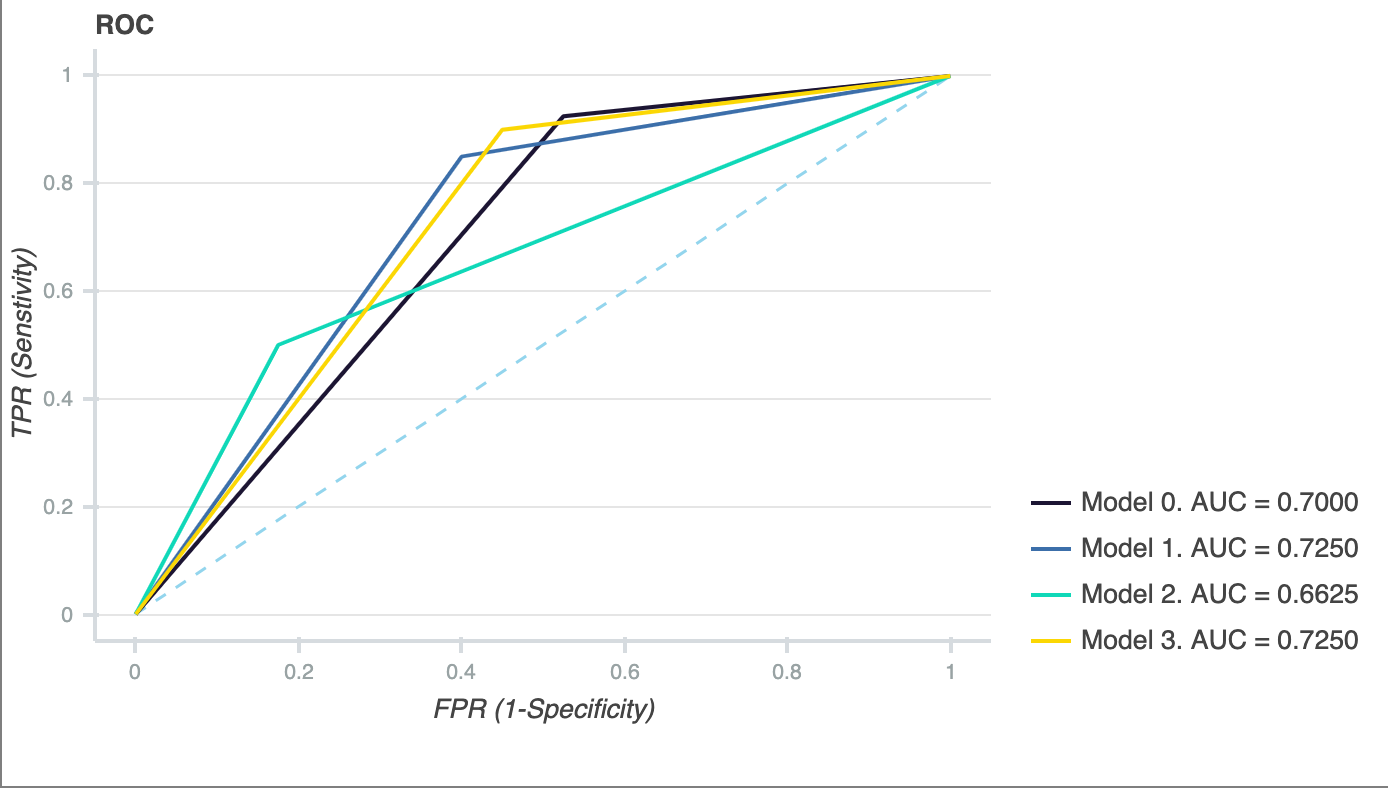 ROC
1
0.8
0.6
0.4
0.2
0
TPR (Senstivity)
0
0.2
0.4
0.6
0.8
1
FPR (1-Specificity)
Model 0. AUC = 0.7000
Model 1. AUC = 0.7250
Model 2. AUC = 0.6625
Model 3. AUC = 0.7250